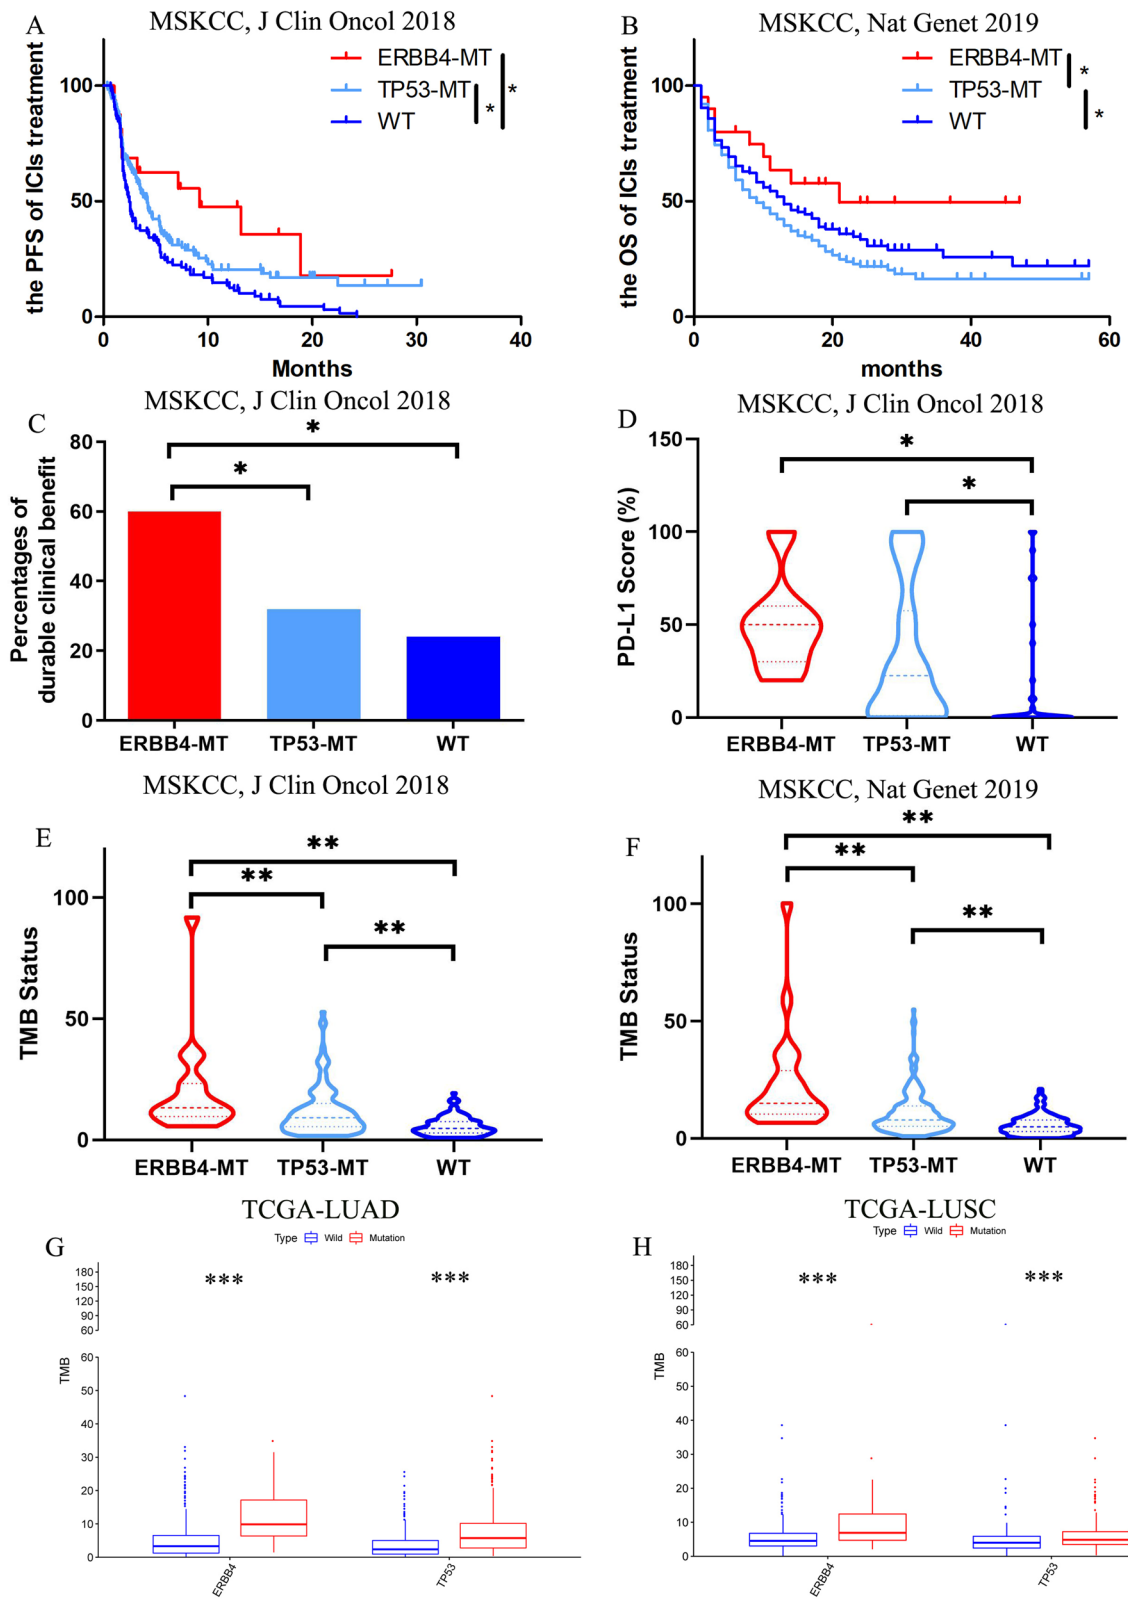 A
MSKCC, J Clin Oncol 2018
the PFS of ICIs treatment
ERBB4-MT
TP53-MT
WT
*
*
100
50
0
0 10 20 30 40
Months
B
MSKCC, Nat Genet 2019
the OS of ICIs treatment
ERBB4-MT
TP53-MT
WT
*
*
100
50
0
0 20 40 60
months
C
MSKCC, J Clin Oncol 2018
Percentages of
durable clinical benefit
*
*
80
60
40
20
0
ERBB4-MT TP53-MT WT
D
MSKCC, J Clin Oncol 2018
PD-L1 Score (%)
*
*
150
100
50
0
ERBB4-MT TP53-MT WT
MSKCC, J Clin Oncol 2018
E
TMB Status
**
**
**
100
50
0
ERBB4-MT TP53-MT WT
MSKCC, Nat Genet 2019
F
TMB Status
**
**
**
100
50
0
ERBB4-MT TP53-MT WT
TCGA-LUAD
G
Type Wild Mutation
*** ***
180
150
120
90
60
60
50
40
30
20
10
0
TMB
ERBB4 TP53
TCGA-LUSC
H
Type Wild Mutation
*** ***
180
150
120
90
60
60
50
40
30
20
10
0
TMB
ERBB4 TP53